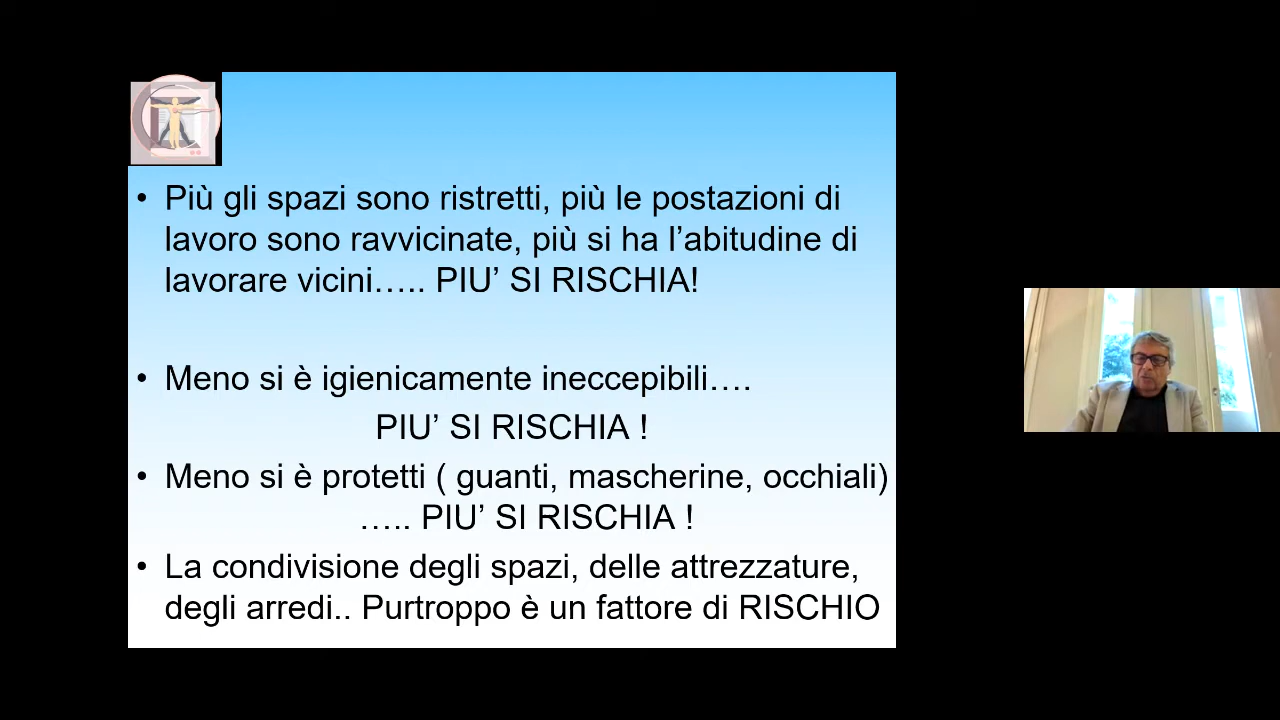 • Più gli spazi sono ristretti, più le postazioni di
lavoro sono ravvicinate, più si ha l’abitudine di
lavorare vicini….. PIU’ SI RISCHIA!
• Meno si è igienicamente ineccepibili….
PIU’ SI RISCHIA !
• Meno si è protetti ( guanti, mascherine, occhiali)
….. PIU’ SI RISCHIA !
• La condivisione degli spazi, delle attrezzature,
degli arredi.. Purtroppo è un fattore di RISCHIO